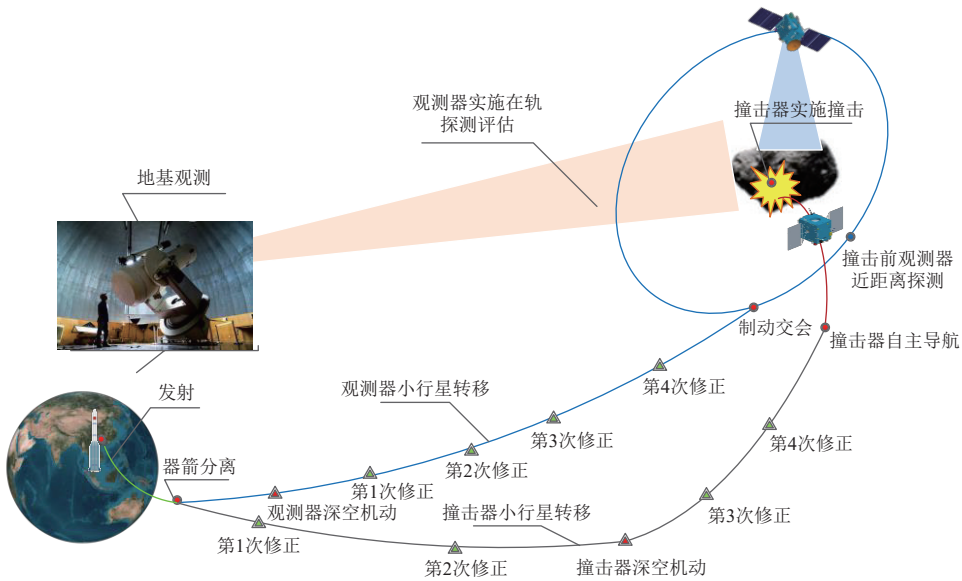 观测器实施在轨
探测评估
撞击器实施撞击
地基观测
撞击前观测器
近距离探测
制动交会
撞击器自主导航
发射
观测器小行星转移
第4次修正
第3次修正
第4次修正
第2次修正
器箭分离
第1次修正
观测器深空机动
撞击器小行星转移
第3次修正
第1次修正
第2次修正
撞击器深空机动